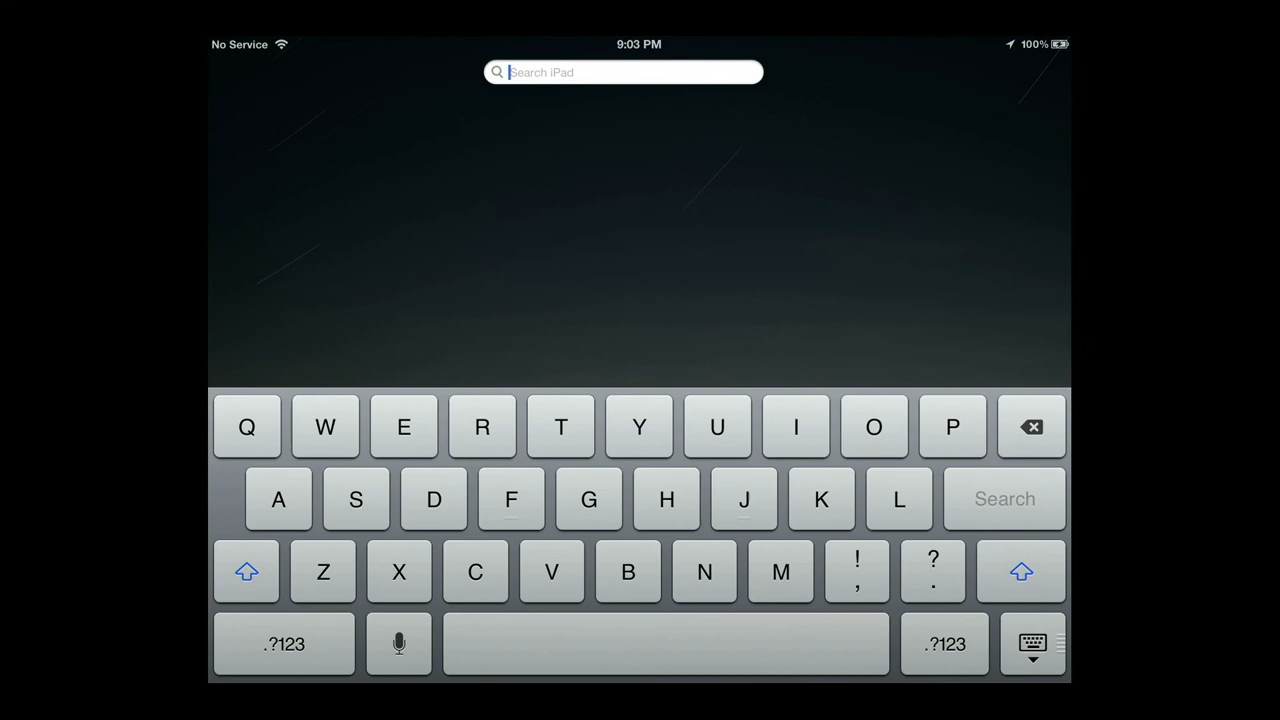 No Service 9:03 PM 100%
Search iPad
Q W E R T Y U I O P
A S D F G H J K L Search
Z X C V B N M ! , ? .
.?123 .?123